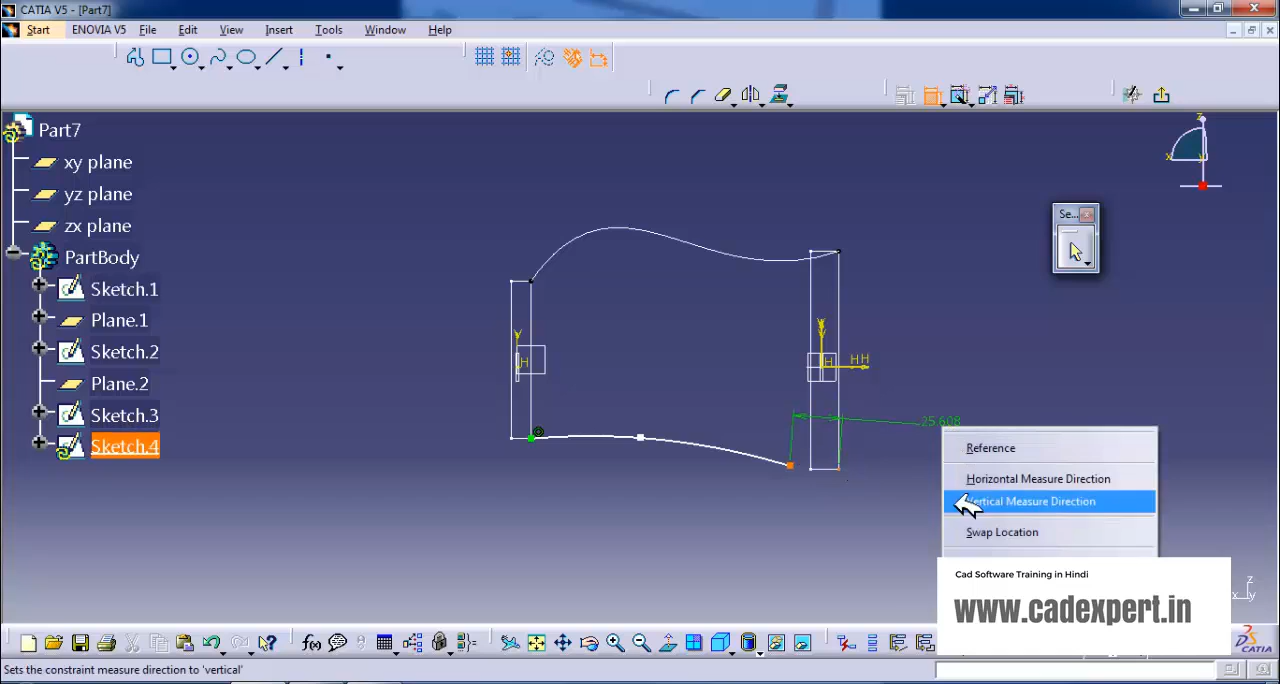 CATIA V5 - [Part7]
Start ENOVIA V5 File Edit View Insert Tools Window Help
Part7
xy plane
yz plane
zx plane
PartBody
Sketch.1
Plane.1
Sketch.2
Plane.2
Sketch.3
Sketch.4
z
x y
Se...
Y
H
Y
H HH
25.608
Reference
Horizontal Measure Direction
ertical Measure Direction
Swap Location
Cad Software Training in Hindi
www.cadexpert.in
z
x y
f(x)
CATIA
Sets the constraint measure direction to 'vertical'